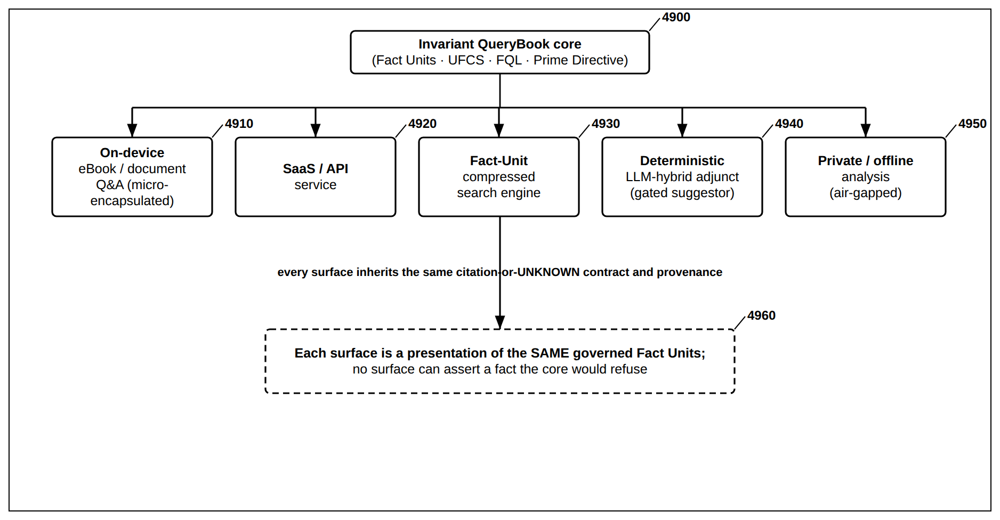 4900
Invariant QueryBook core
(Fact Units · UFCS · FQL · Prime Directive)
4910
4920
4930
4940
4950
On-device
eBook / document
Q&A (micro-
encapsulated)
SaaS / API
service
Fact-Unit
compressed
search engine
Deterministic
LLM-hybrid adjunct
(gated suggestor)
Private / offline
analysis
(air-gapped)
every surface inherits the same citation-or-UNKNOWN contract and provenance
4960
Each surface is a presentation of the SAME governed Fact Units;
no surface can assert a fact the core would refuse